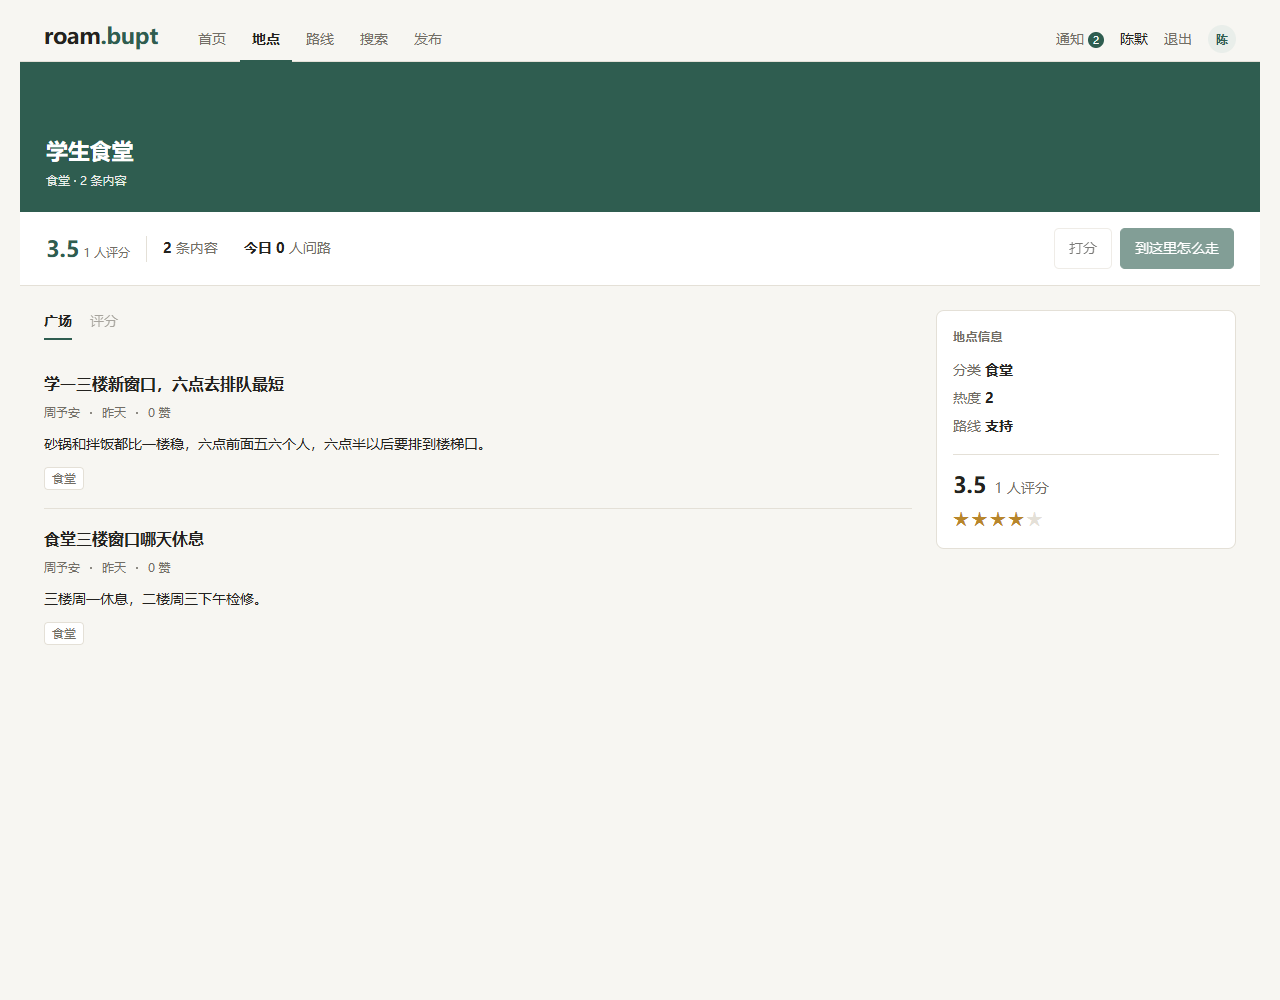 roam.bupt 首页 地点 路线 搜索 发布 通知 2 陈默 退出 陈
学生食堂
食堂 · 2 条内容
3.5 1 人评分 2 条内容 今日 0 人问路 打分 到这里怎么走
广场 评分
学一三楼新窗口，六点去排队最短
周予安 · 昨天 · 0 赞
砂锅和拌饭都比一楼稳，六点前面五六个人，六点半以后要排到楼梯口。
食堂
食堂三楼窗口哪天休息
周予安 · 昨天 · 0 赞
三楼周一休息，二楼周三下午检修。
食堂
地点信息
分类 食堂
热度 2
路线 支持
3.5 1 人评分
★★★★★